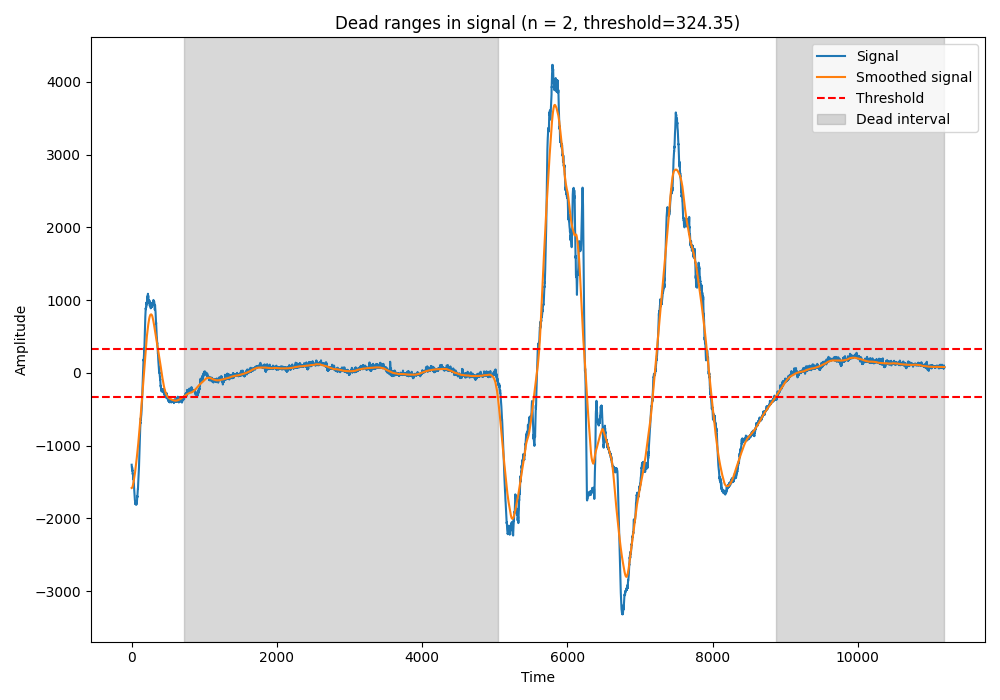 Dead ranges in signal (n = 2, threshold=324.35)
Signal
Smoothed signal
Threshold
Dead interval
Amplitude
4000
3000
2000
1000
0
−1000
−2000
−3000
0
2000
4000
6000
8000
10000
Time